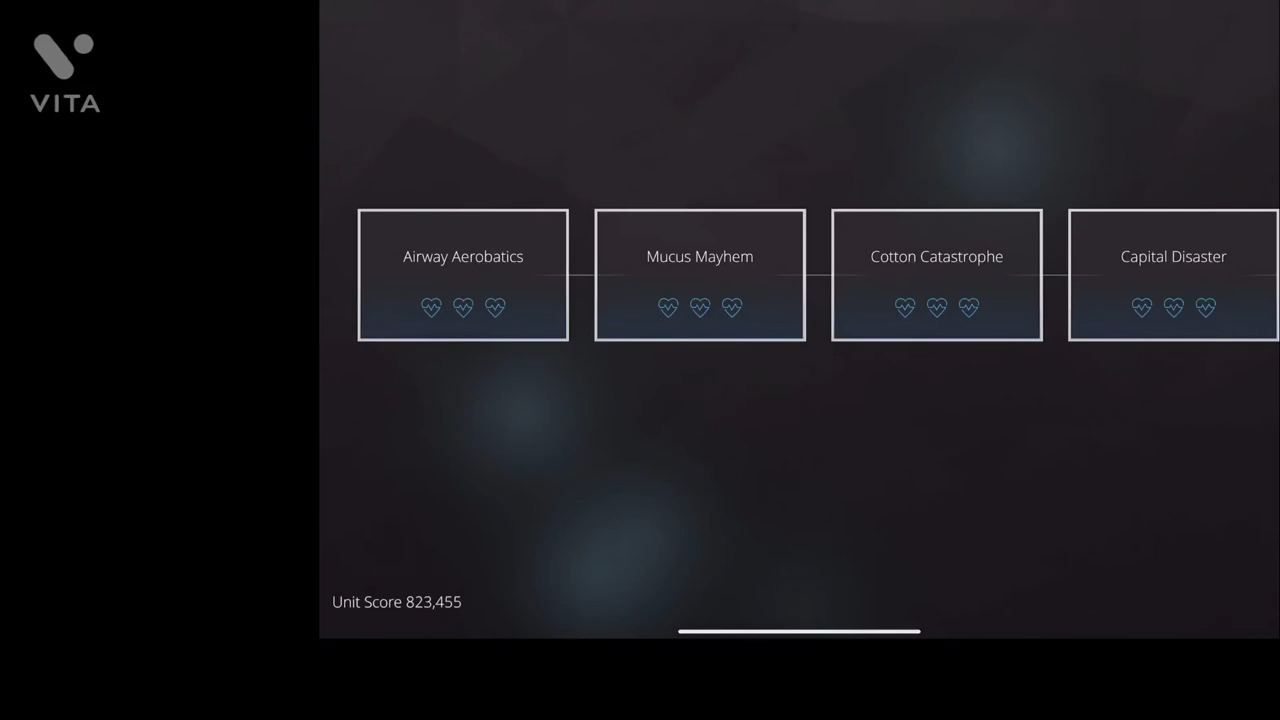 VITA
Airway Aerobatics
Mucus Mayhem
Cotton Catastrophe
Capital Disaster
Unit Score 823,455